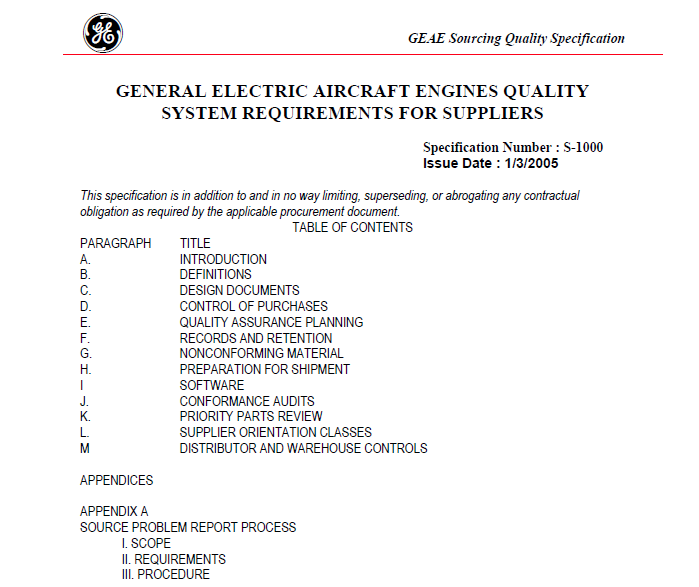 GEAE Sourcing Quality Specification
GENERAL ELECTRIC AIRCRAFT ENGINES QUALITY
SYSTEM REQUIREMENTS FOR SUPPLIERS
Specification Number : S-1000
Issue Date : 1/3/2005
This specification is in addition to and in no way limiting, superseding, or abrogating any contractual
obligation as required by the applicable procurement document.
TABLE OF CONTENTS
PARAGRAPH TITLE
A. INTRODUCTION
B. DEFINITIONS
C. DESIGN DOCUMENTS
D. CONTROL OF PURCHASES
E. QUALITY ASSURANCE PLANNING
F. RECORDS AND RETENTION
G. NONCONFORMING MATERIAL
H. PREPARATION FOR SHIPMENT
I SOFTWARE
J. CONFORMANCE AUDITS
K. PRIORITY PARTS REVIEW
L. SUPPLIER ORIENTATION CLASSES
M DISTRIBUTOR AND WAREHOUSE CONTROLS
APPENDICES
APPENDIX A
SOURCE PROBLEM REPORT PROCESS
I. SCOPE
II. REQUIREMENTS
III. PROCEDURE